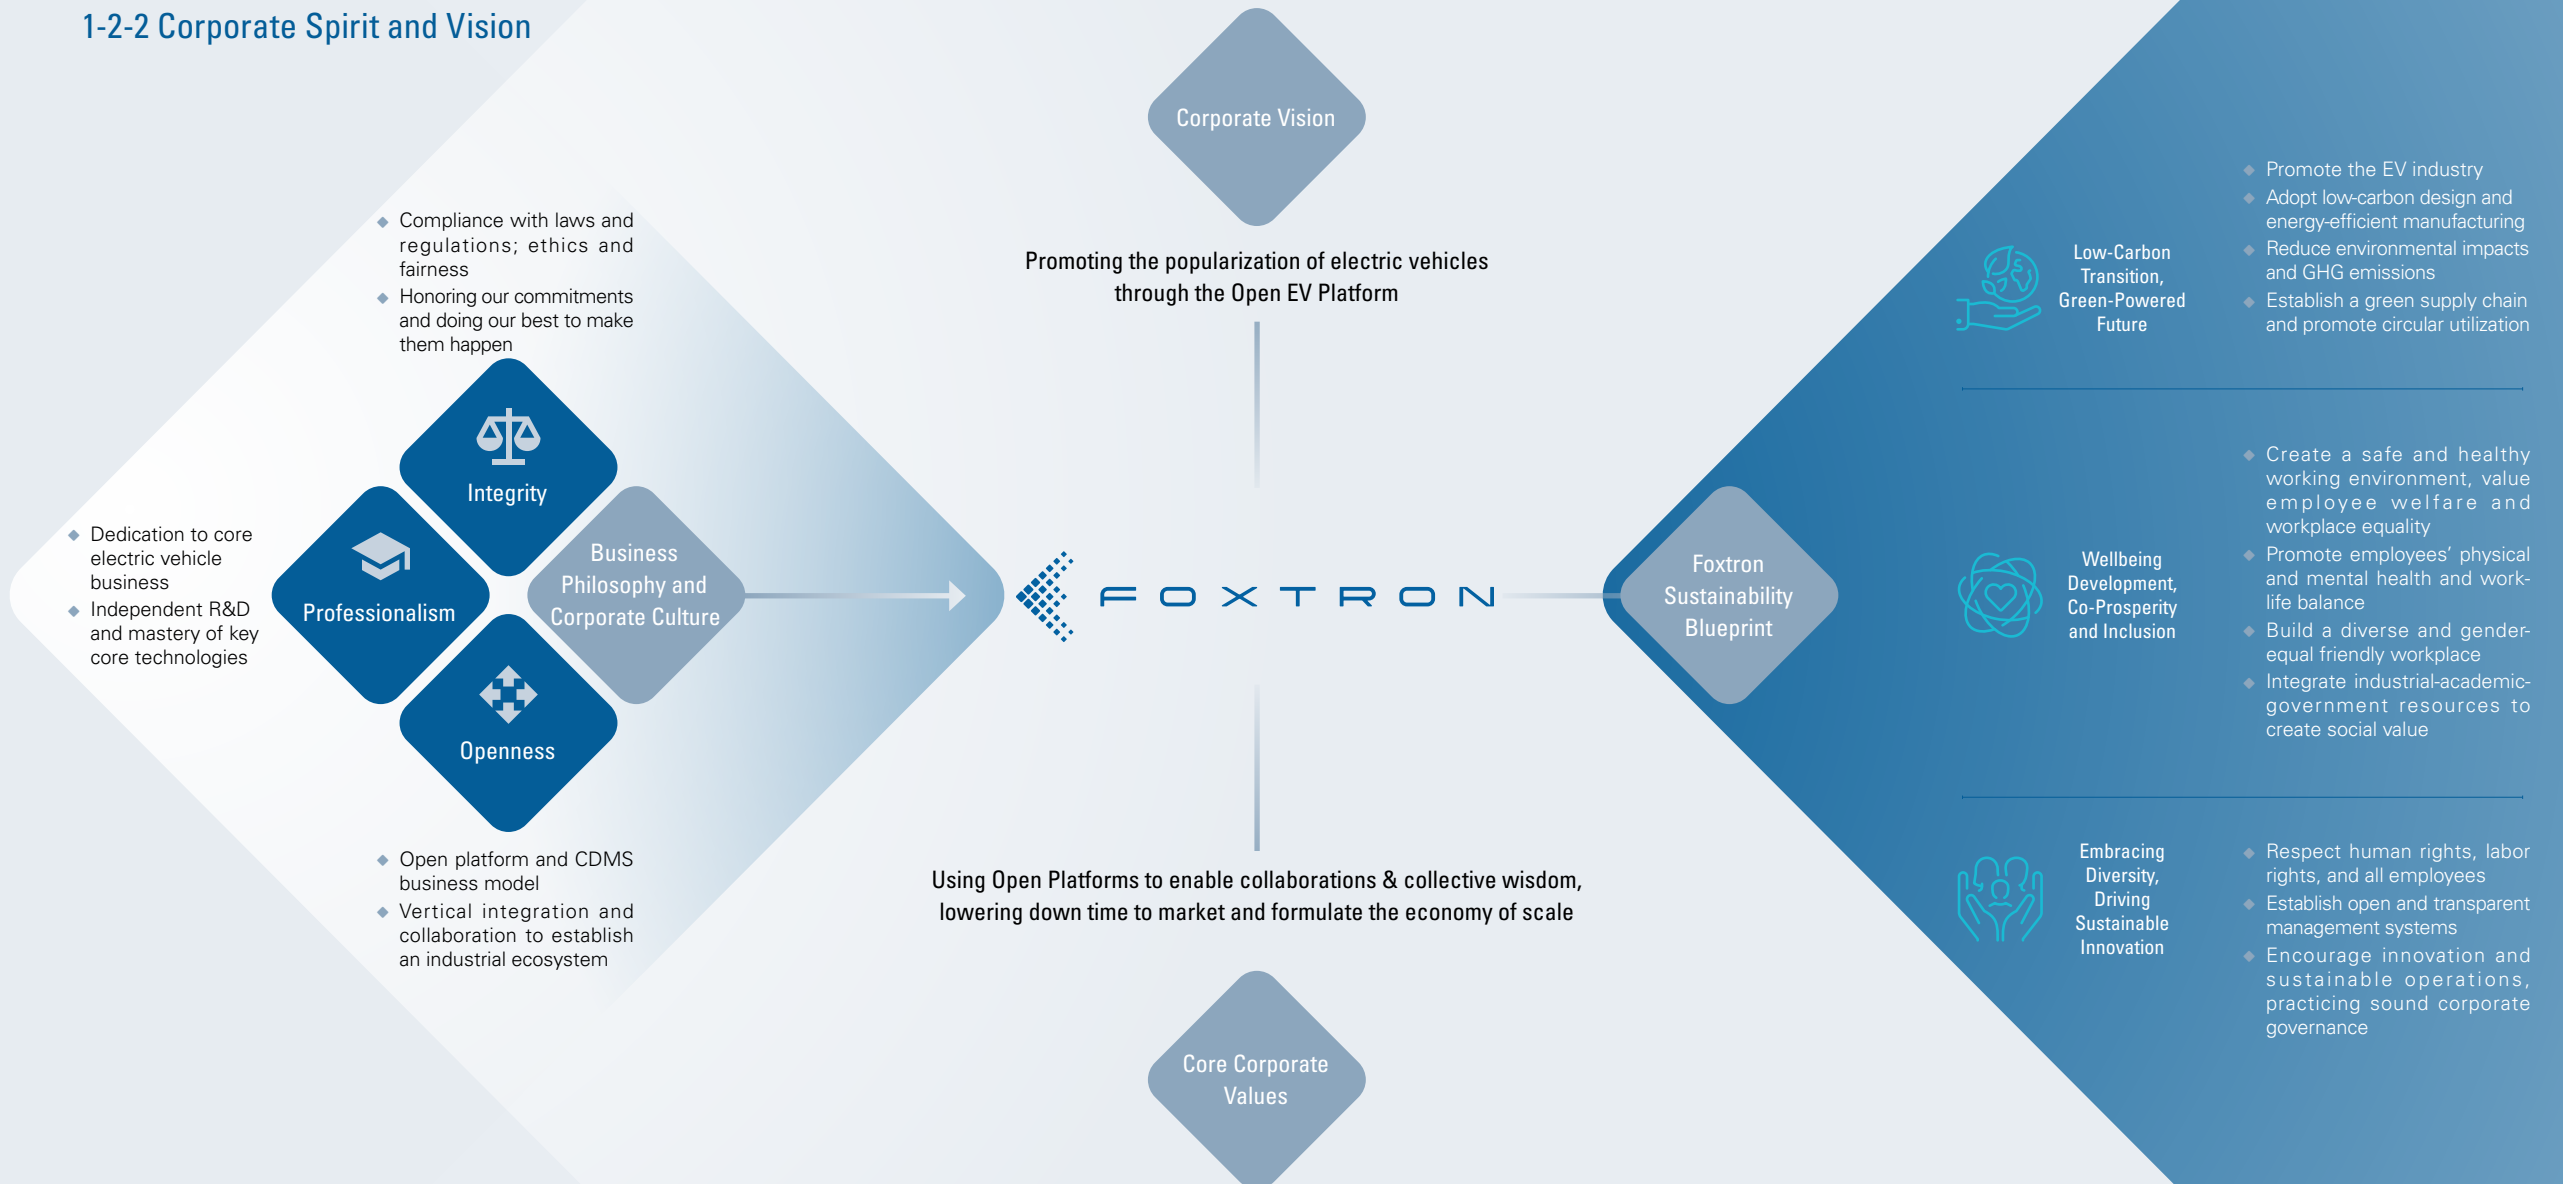 1-2-2 Corporate Spirit and Vision
Compliance with laws and
regulations; ethics and
fairness
Honoring our commitments
and doing our best to make
them happen
Integrity
Dedication to core
electric vehicle
business
Independent R&D
and mastery of key
core technologies
Professionalism
Business
Philosophy and
Corporate Culture
Openness
Open platform and CDMS
business model
Vertical integration and
collaboration to establish
an industrial ecosystem
Corporate Vision
Promoting the popularization of electric vehicles
through the Open EV Platform
FOXTRON
Using Open Platforms to enable collaborations & collective wisdom,
lowering down time to market and formulate the economy of scale
Core Corporate
Values
Foxtron
Sustainability
Blueprint
Low-Carbon
Transition,
Green-Powered
Future
Promote the EV industry
Adopt low-carbon design and
energy-efficient manufacturing
Reduce environmental impacts
and GHG emissions
Establish a green supply chain
and promote circular utilization
Wellbeing
Development,
Co-Prosperity
and Inclusion
Create a safe and healthy
working environment, value
employee welfare and
workplace equality
Promote employees’ physical
and mental health and work-
life balance
Build a diverse and gender-
equal friendly workplace
Integrate industrial-academic-
government resources to
create social value
Embracing
Diversity,
Driving
Sustainable
Innovation
Respect human rights, labor
rights, and all employees
Establish open and transparent
management systems
Encourage innovation and
sustainable operations,
practicing sound corporate
governance